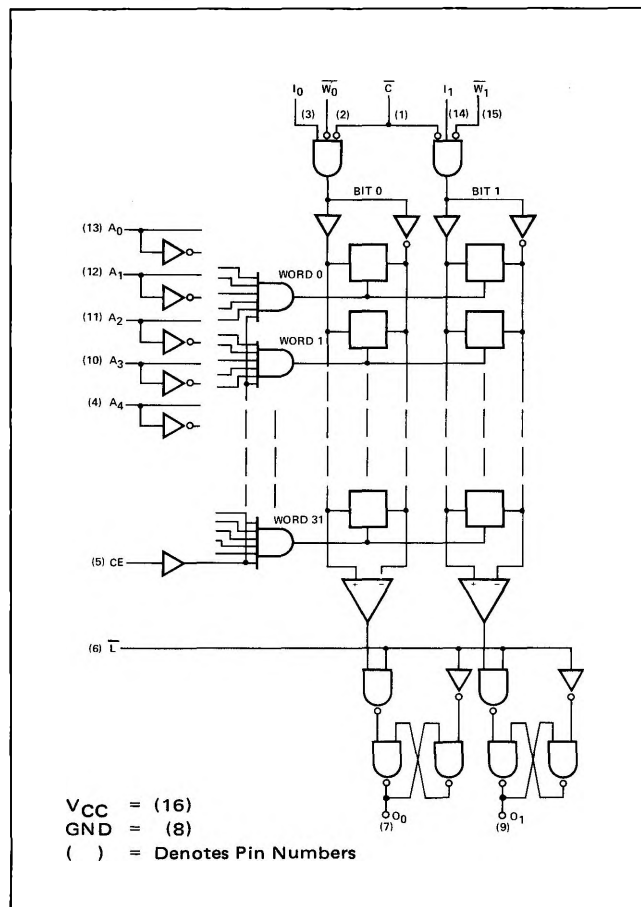 I0 W0 C I1 W1
(3) (2) (1) (14) (15)
BIT 0 BIT 1
(13) A0
(12) A1
WORD 0
(11) A2
WORD 1
(10) A3
(4) A4
WORD 31
(5) CE
+ − + −
(6) L
O0 O1
(7) (9)
VCC = (16)
GND = (8)
( ) = Denotes Pin Numbers